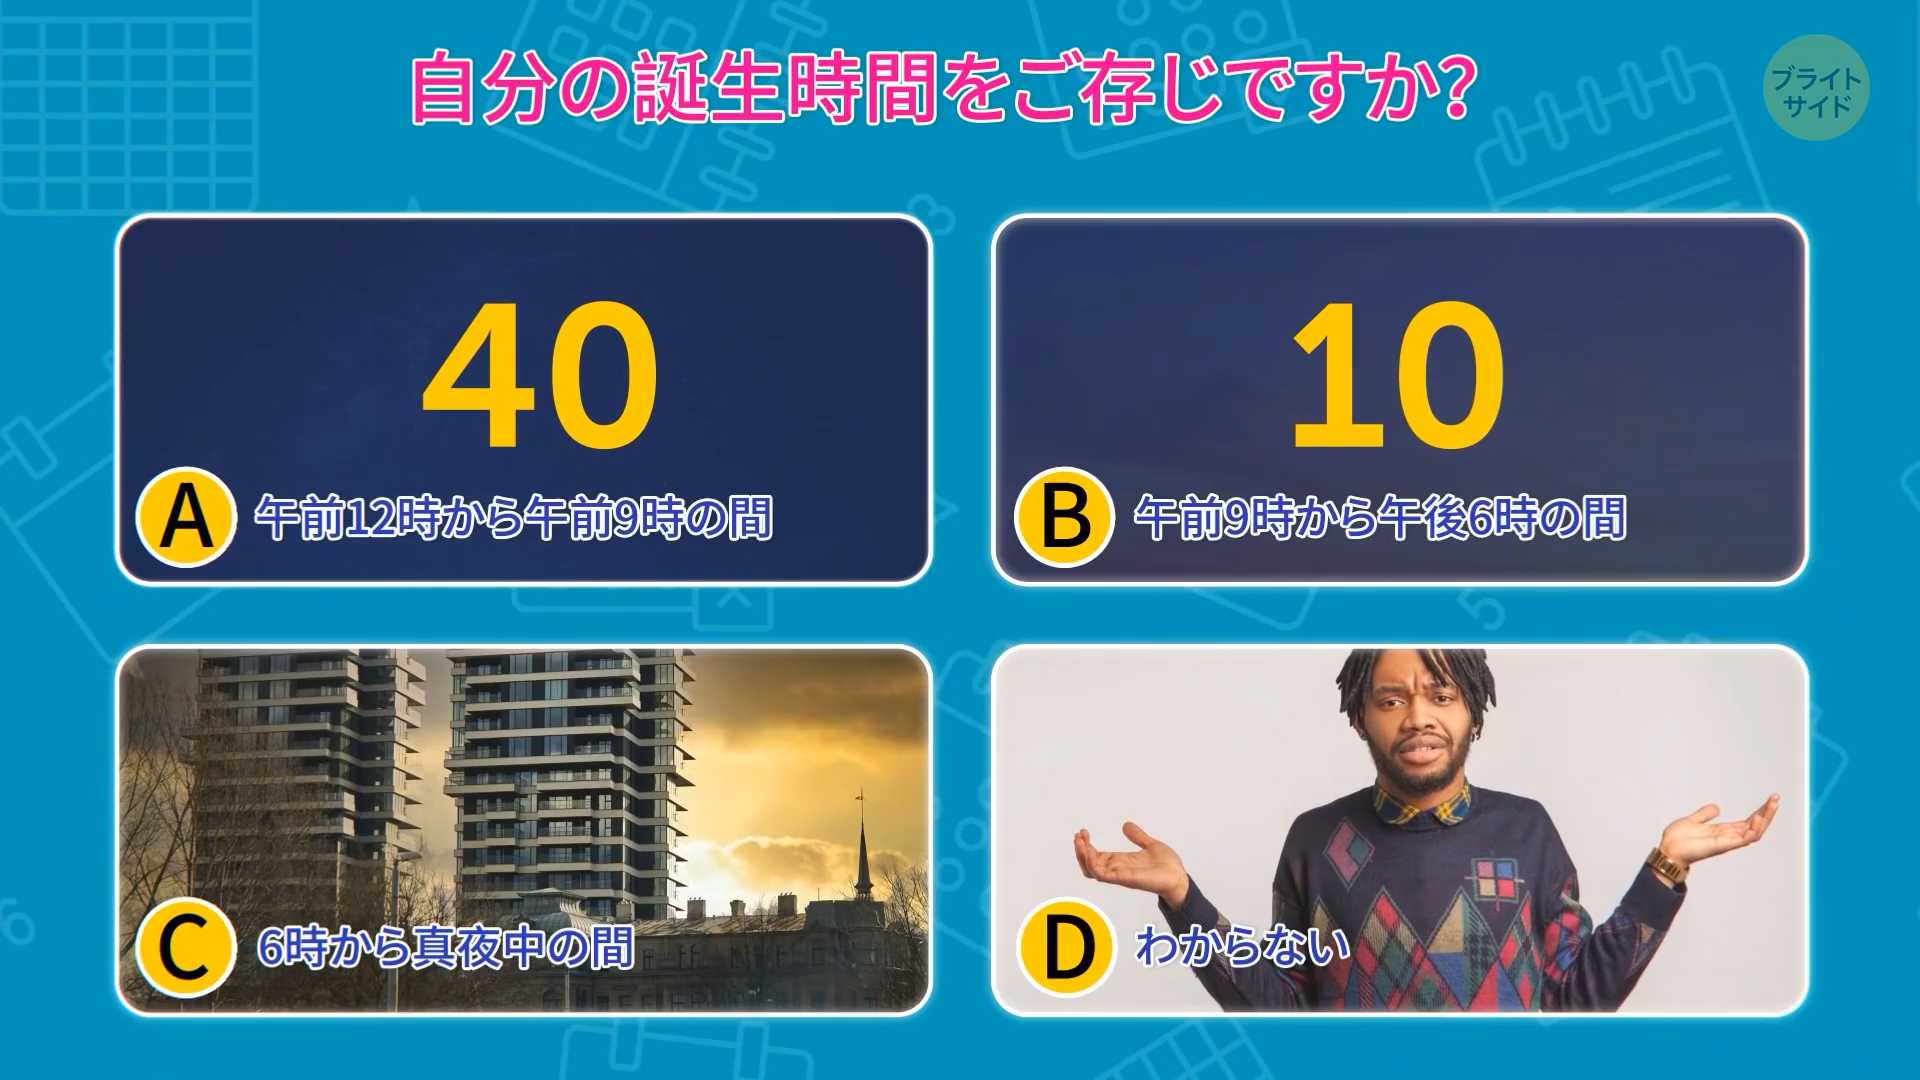 自分の誕生時間をご存じですか?
ブライト
サイド
40
10
A 午前12時から午前9時の間
B 午前9時から午後6時の間
C 6時から真夜中の間
D わからない